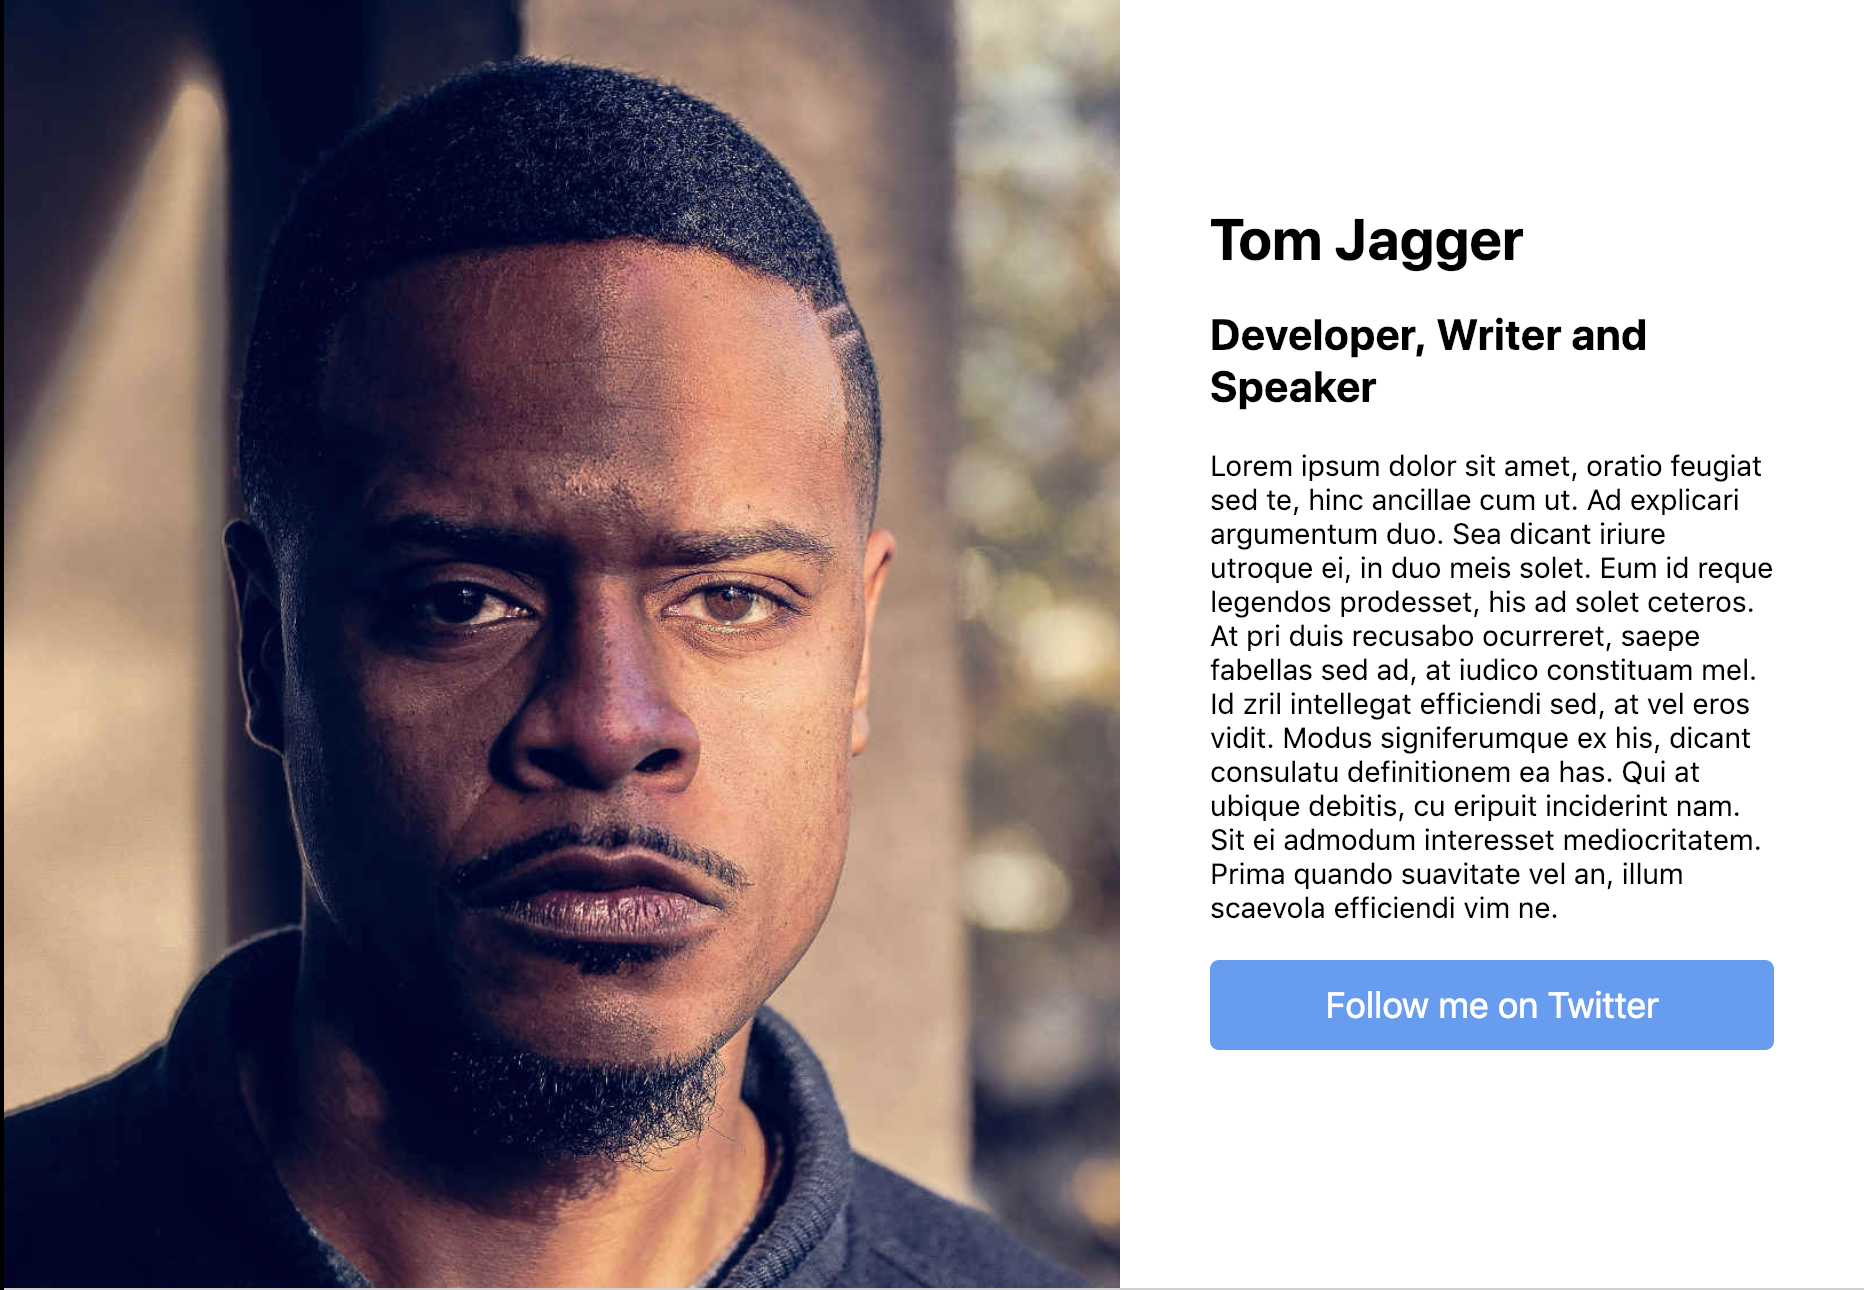 Tom Jagger
Developer, Writer and
Speaker
Lorem ipsum dolor sit amet, oratio feugiat
sed te, hinc ancillae cum ut. Ad explicari
argumentum duo. Sea dicant iriure
utroque ei, in duo meis solet. Eum id reque
legendos prodesset, his ad solet ceteros.
At pri duis recusabo ocurreret, saepe
fabellas sed ad, at iudico constituam mel.
Id zril intellegat efficiendi sed, at vel eros
vidit. Modus signiferumque ex his, dicant
consulatu definitionem ea has. Qui at
ubique debitis, cu eripuit inciderint nam.
Sit ei admodum interesset mediocritatem.
Prima quando suavitate vel an, illum
scaevola efficiendi vim ne.
Follow me on Twitter